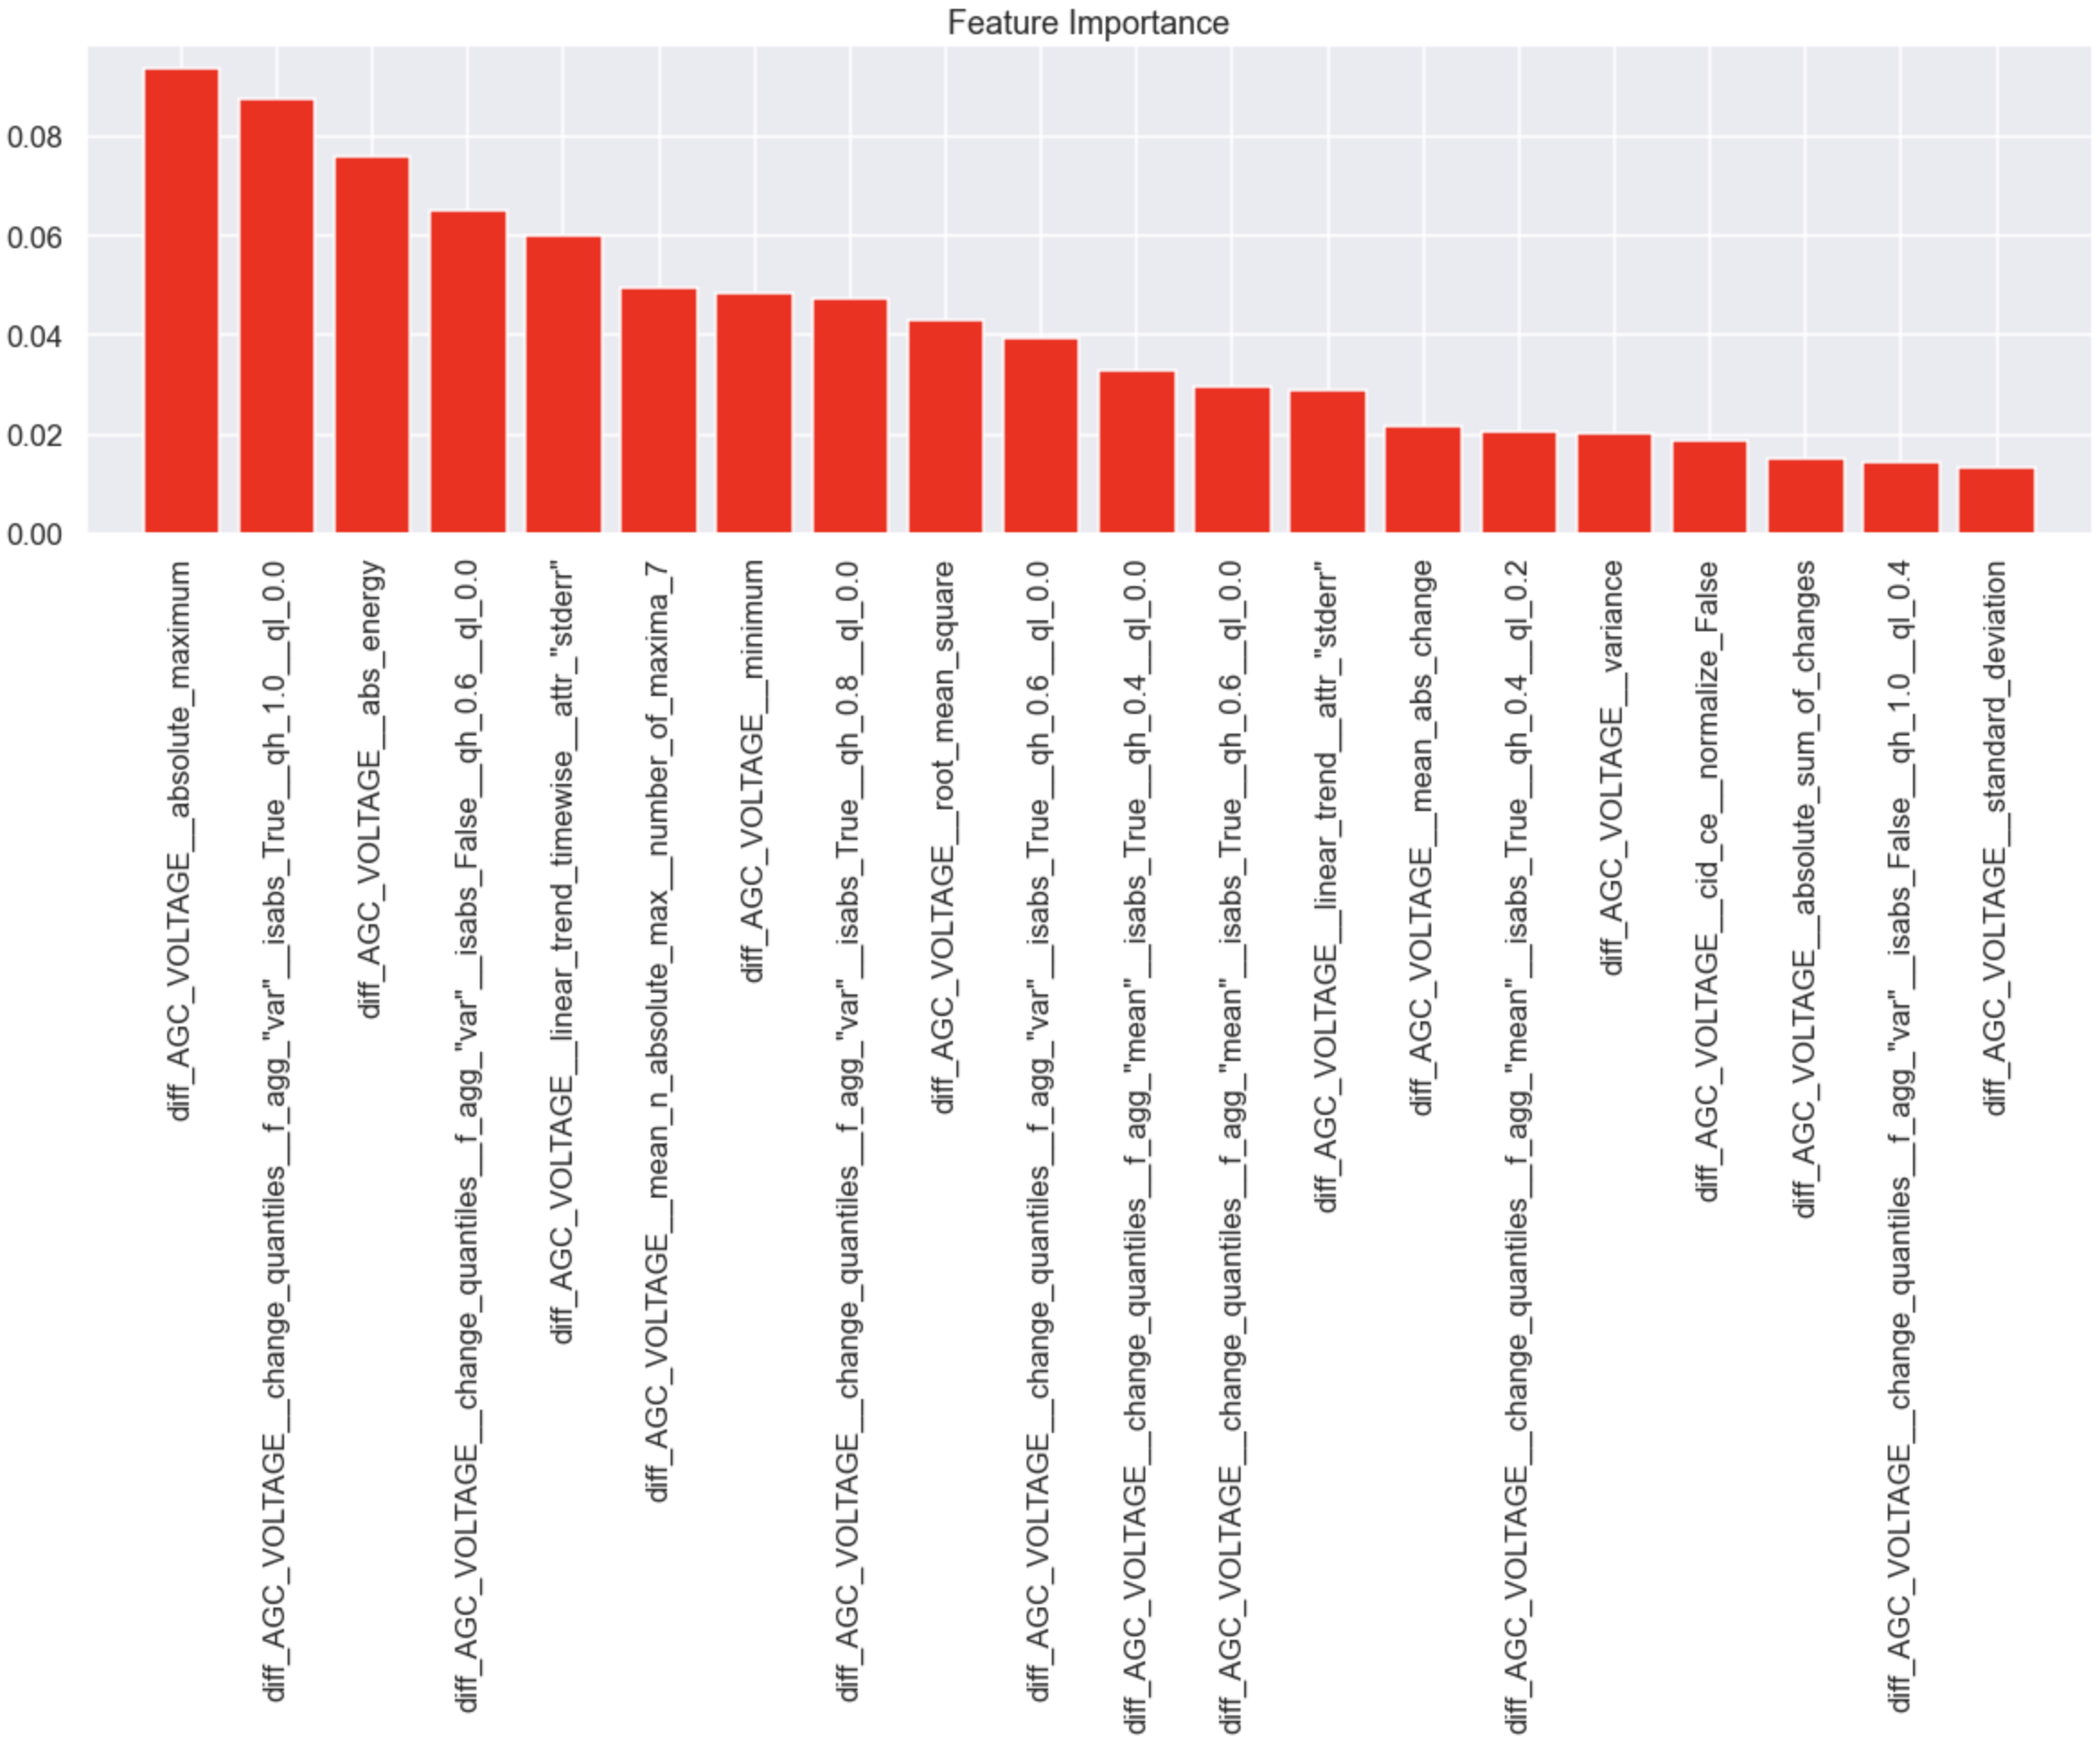 Feature Importance
0.08
0.06
0.04
0.02
0.00
diff_AGC_VOLTAGE__absolute_maximum
diff_AGC_VOLTAGE__change_quantiles__f_agg_"var"__isabs_True__qh_1.0__ql_0.0
diff_AGC_VOLTAGE__abs_energy
diff_AGC_VOLTAGE__change_quantiles__f_agg_"var"__isabs_False__qh_0.6__ql_0.0
diff_AGC_VOLTAGE__linear_trend_timewise__attr_"stderr"
diff_AGC_VOLTAGE__mean_n_absolute_max__number_of_maxima_7
diff_AGC_VOLTAGE__minimum
diff_AGC_VOLTAGE__change_quantiles__f_agg_"var"__isabs_True__qh_0.8__ql_0.0
diff_AGC_VOLTAGE__root_mean_square
diff_AGC_VOLTAGE__change_quantiles__f_agg_"var"__isabs_True__qh_0.6__ql_0.0
diff_AGC_VOLTAGE__change_quantiles__f_agg_"mean"__isabs_True__qh_0.4__ql_0.0
diff_AGC_VOLTAGE__change_quantiles__f_agg_"mean"__isabs_True__qh_0.6__ql_0.0
diff_AGC_VOLTAGE__linear_trend__attr_"stderr"
diff_AGC_VOLTAGE__mean_abs_change
diff_AGC_VOLTAGE__change_quantiles__f_agg_"mean"__isabs_True__qh_0.4__ql_0.2
diff_AGC_VOLTAGE__variance
diff_AGC_VOLTAGE__cid_ce__normalize_False
diff_AGC_VOLTAGE__absolute_sum_of_changes
diff_AGC_VOLTAGE__change_quantiles__f_agg_"var"__isabs_False__qh_1.0__ql_0.4
diff_AGC_VOLTAGE__standard_deviation